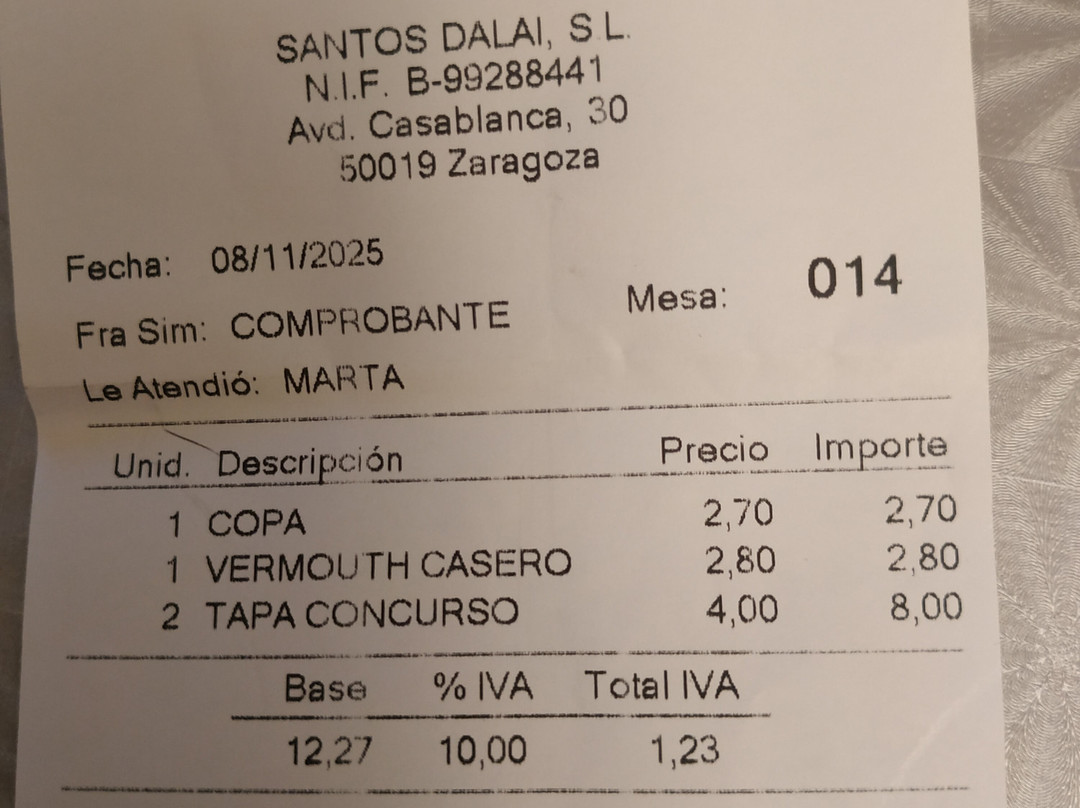 SANTOS DALAI, S.L.
N.I.F. B-99288441
Avd. Casablanca, 30
50019 Zaragoza
Fecha: 08/11/2025
Mesa: 014
Fra Sim: COMPROBANTE
Le Atendió: MARTA
Unid. Descripción Precio Importe
1 COPA 2,70 2,70
1 VERMOUTH CASERO 2,80 2,80
2 TAPA CONCURSO 4,00 8,00
Base % IVA Total IVA
12,27 10,00 1,23